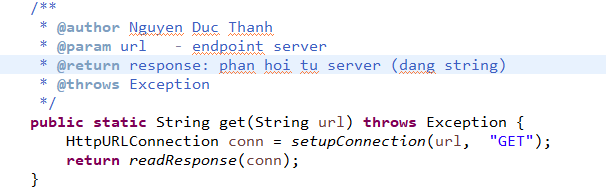 /**
* @author Nguyen Duc Thanh
* @param url - endpoint server
* @return response: phan hoi tu server (dang string)
* @throws Exception
*/
public static String get(String url) throws Exception {
HttpURLConnection conn = setupConnection(url, "GET");
return readResponse(conn);
}